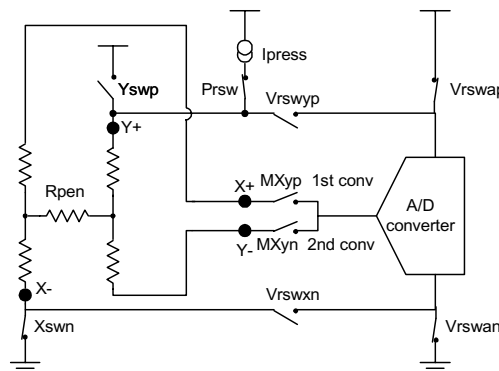 Ipress
Yswp
Prsw
Vrswyp
Vrswap
Y+
Rpen
X+
MXyp
1st conv
A/D
converter
Y-
MXyn
2nd conv
X-
Vrswxn
Xswn
Vrswan